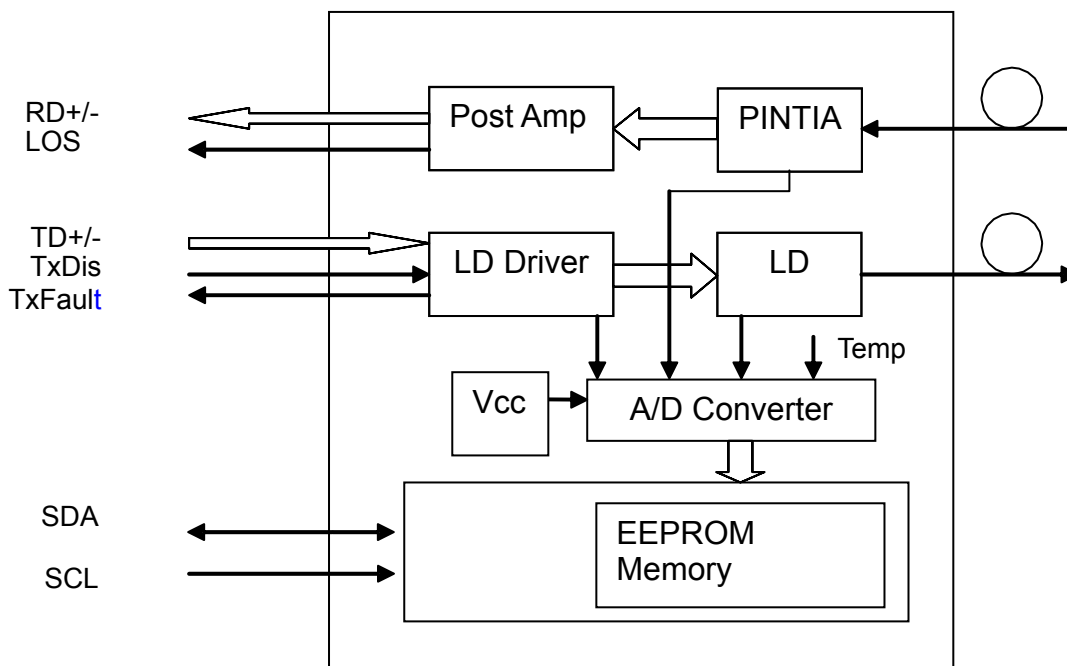 RD+/-
LOS
Post Amp
PINTIA
TD+/-
TxDis
TxFault
LD Driver
LD
Temp
Vcc
A/D Converter
SDA
SCL
EEPROM
Memory